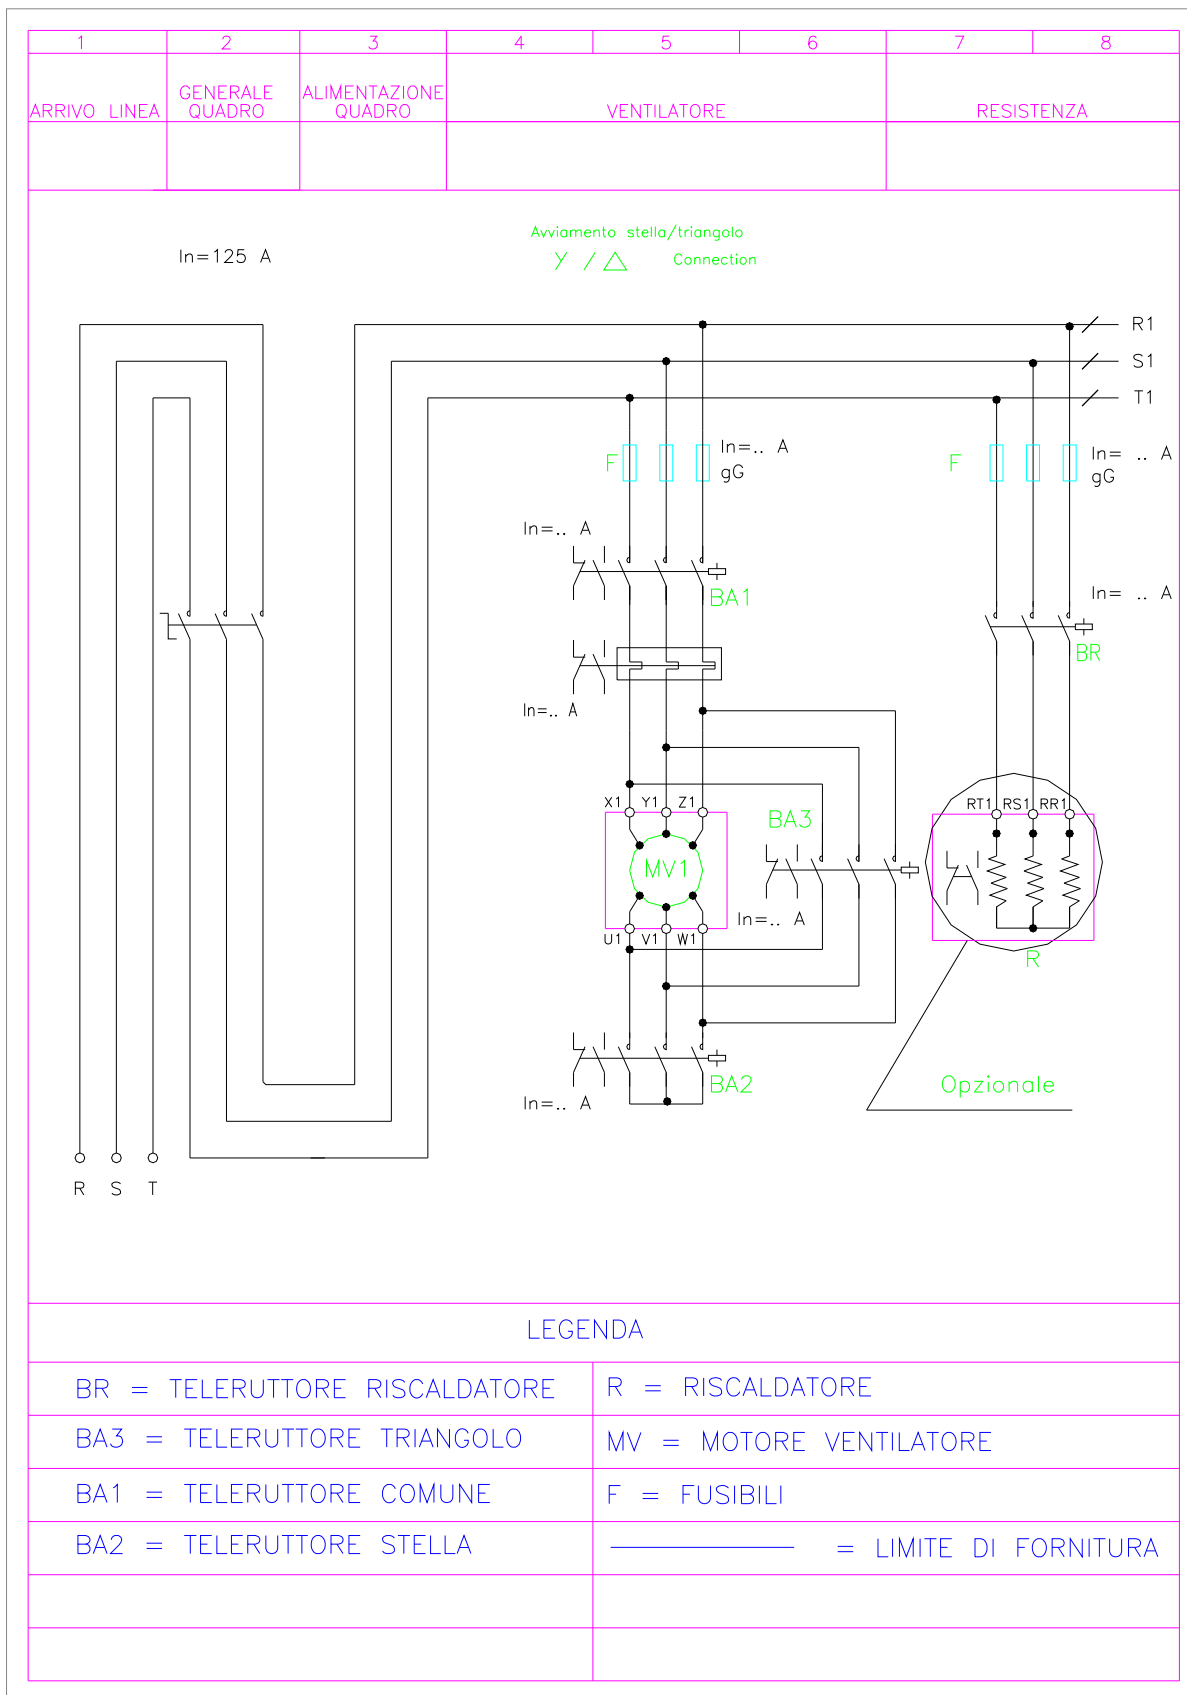 1 2 3 4 5 6 7 8
ARRIVO LINEA
GENERALE
QUADRO
ALIMENTAZIONE
QUADRO
VENTILATORE
RESISTENZA
In=125 A
Avviamento stella/triangolo
Y / △ Connection
R1
S1
T1
F
In=.. A
gG
F
In= .. A
gG
In=.. A
BA1
In= .. A
BR
In=.. A
X1 Y1 Z1
BA3
RT1 RS1 RR1
MV1
In=.. A
U1 V1 W1
R
BA2
In=.. A
Opzionale
R S T
LEGENDA
BR = TELERUTTORE RISCALDATORE
R = RISCALDATORE
BA3 = TELERUTTORE TRIANGOLO
MV = MOTORE VENTILATORE
BA1 = TELERUTTORE COMUNE
F = FUSIBILI
BA2 = TELERUTTORE STELLA
= LIMITE DI FORNITURA